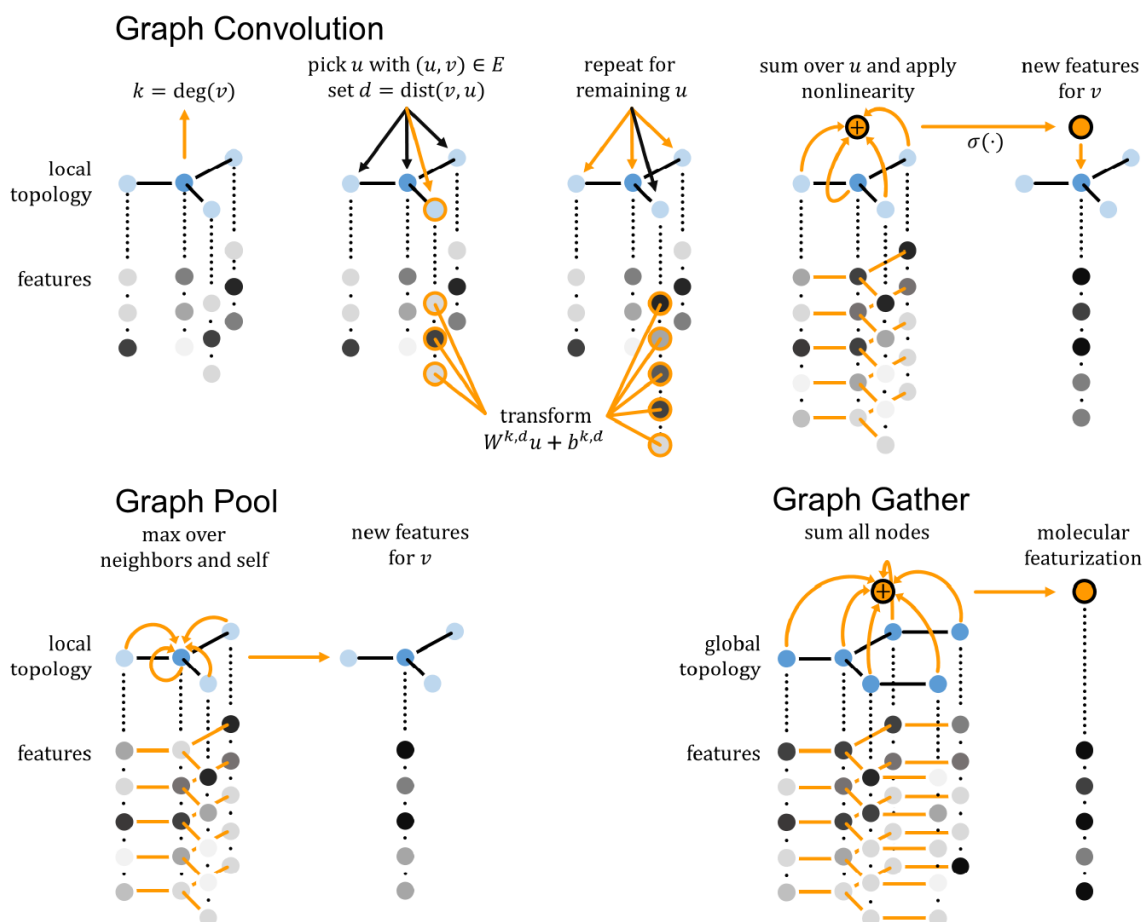 Graph Convolution
k = deg(v)
pick u with (u, v) ∈ E
set d = dist(v, u)
repeat for
remaining u
sum over u and apply
nonlinearity
new features
for v
σ(·)
local
topology
features
transform
W^{k,d}u + b^{k,d}
Graph Pool
max over
neighbors and self
new features
for v
local
topology
features
Graph Gather
sum all nodes
molecular
featurization
global
topology
features